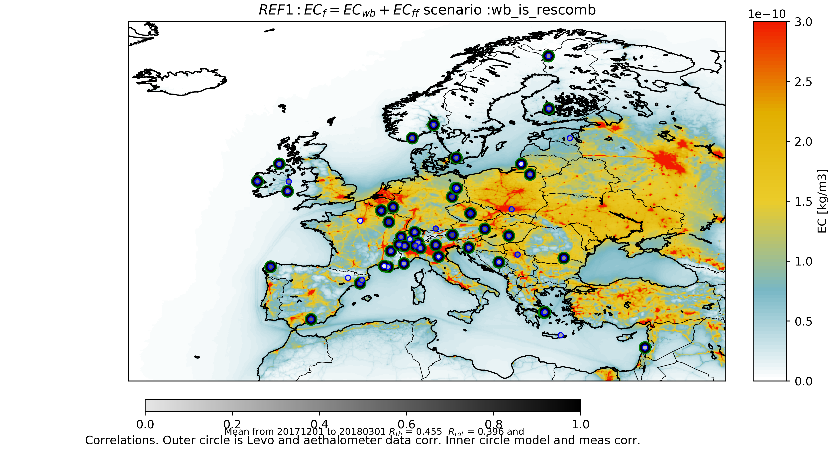 REF1 : EC_f = EC_wb + EC_ff scenario :wb_is_rescomb
1e−10
3.0
2.5
2.0
1.5
1.0
0.5
0.0
EC [kg/m3]
0.0 0.2 0.4 0.6 0.8 1.0
Mean from 20171201 to 20180301 R = 0.455 R = 0.396 and
Correlations. Outer circle is Levo and aethalometer data corr. Inner circle model and meas corr.